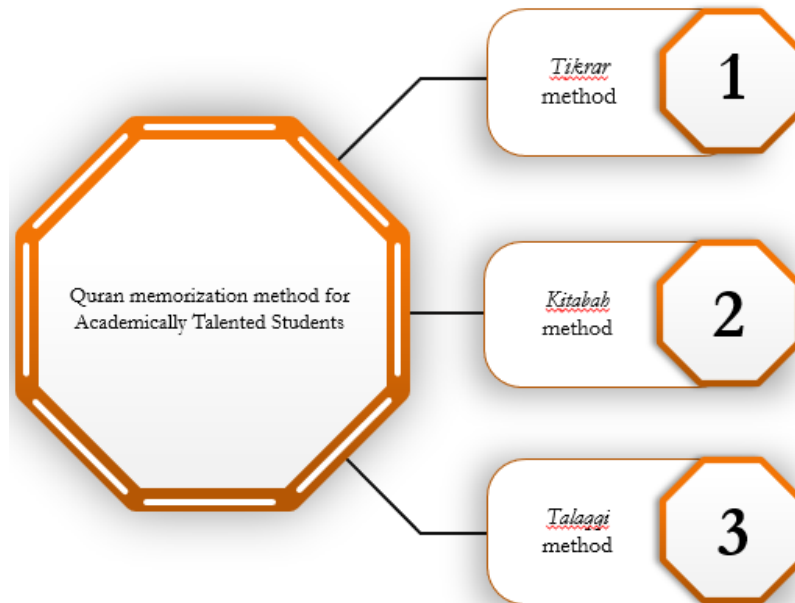 Tikrar
method
1
Quran memorization method for
Academically Talented Students
Kitabah
method
2
Talaqqi
method
3